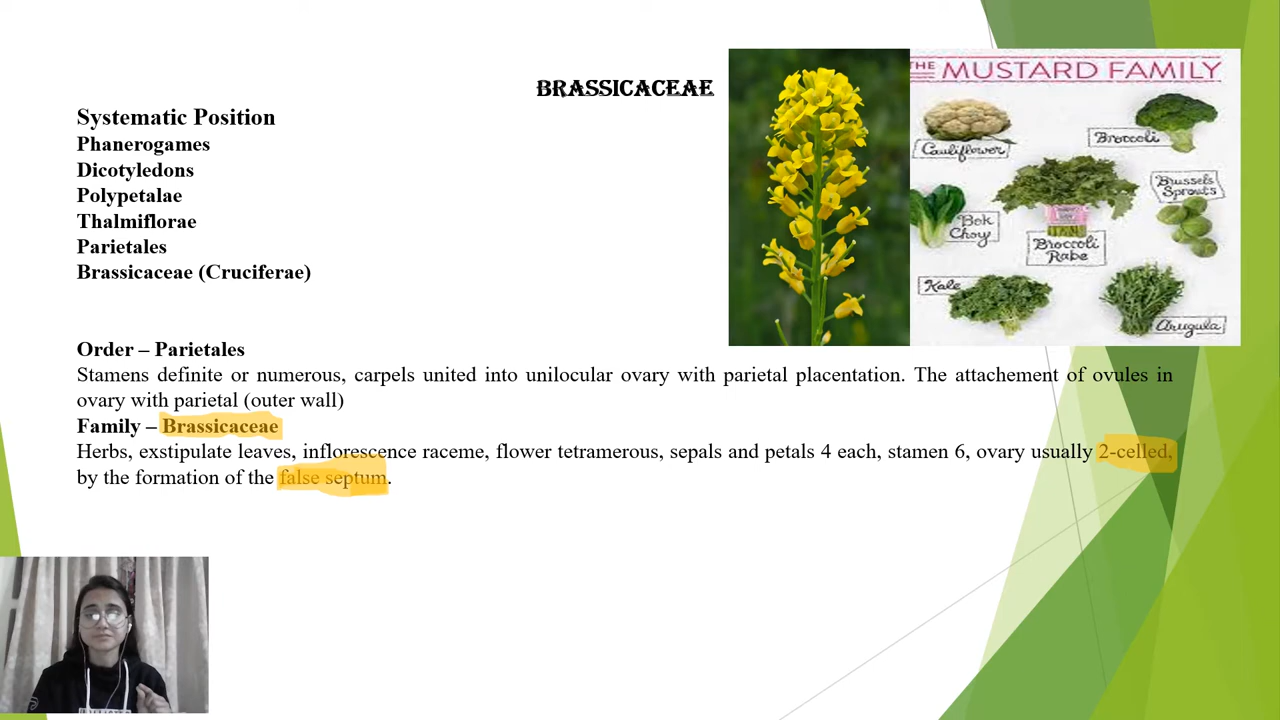 BRASSICACEAE
Systematic Position
Phanerogames
Dicotyledons
Polypetalae
Thalmiflorae
Parietales
Brassicaceae (Cruciferae)
THE MUSTARD FAMILY
Cauliflower
Broccoli
Brussels
Sprouts
Bok
Choy
Broccoli
Rabe
Kale
Arugula
Order – Parietales
Stamens definite or numerous, carpels united into unilocular ovary with parietal placentation. The attachement of ovules in
ovary with parietal (outer wall)
Family – Brassicaceae
Herbs, exstipulate leaves, inflorescence raceme, flower tetramerous, sepals and petals 4 each, stamen 6, ovary usually 2-celled,
by the formation of the false septum.